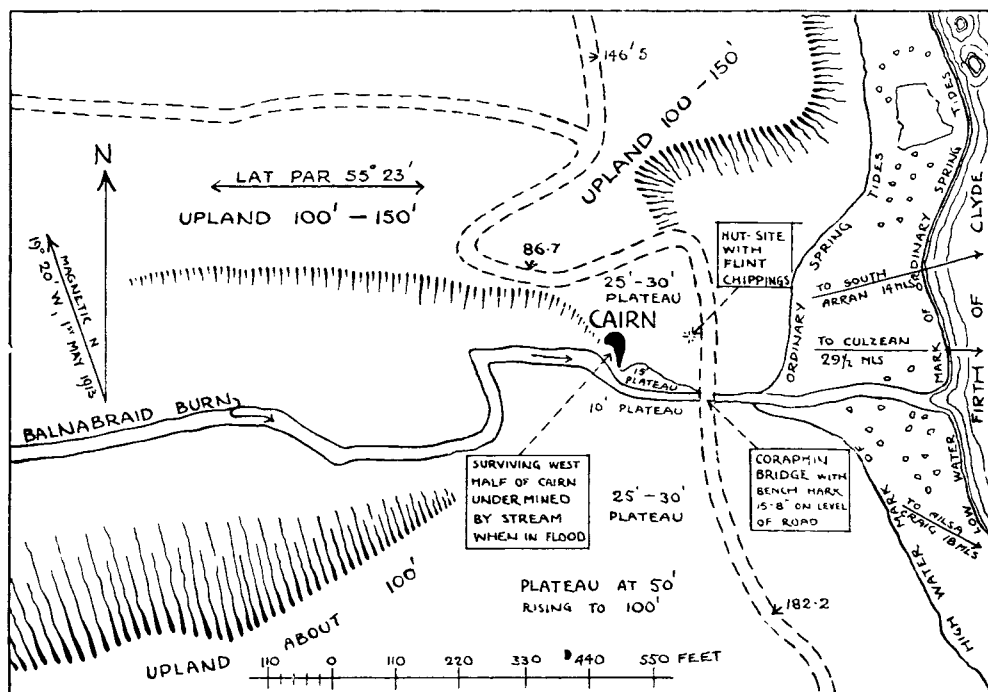 146'5
UPLAND 100'-150'
N
LAT PAR 55° 23'
UPLAND 100'-150'
MAGNETIC N
19° 20' W, 1ST MAY 1913
86·7
25'-30'
PLATEAU
CAIRN
HUT-SITE
WITH
FLINT
CHIPPINGS
ORDINARY SPRING TIDES
TO SOUTH
ARRAN 14 MLS
TO CULZEAN
29½ MLS
LOW WATER MARK OF ORDINARY SPRING TIDES
FIRTH OF CLYDE
15'
PLATEAU
10' PLATEAU
BALNABRAID BURN
SURVIVING WEST
HALF OF CAIRN
UNDERMINED
BY STREAM
WHEN IN FLOOD
25'-30'
PLATEAU
CORAPHIN
BRIDGE WITH
BENCH MARK
15·8" ON LEVEL
OF ROAD
TO AILSA
CRAIG 18 MLS
HIGH WATER MARK OF
PLATEAU AT 50'
RISING TO 100'
182·2
UPLAND ABOUT 100'
110 0 110 220 330 440 550 FEET